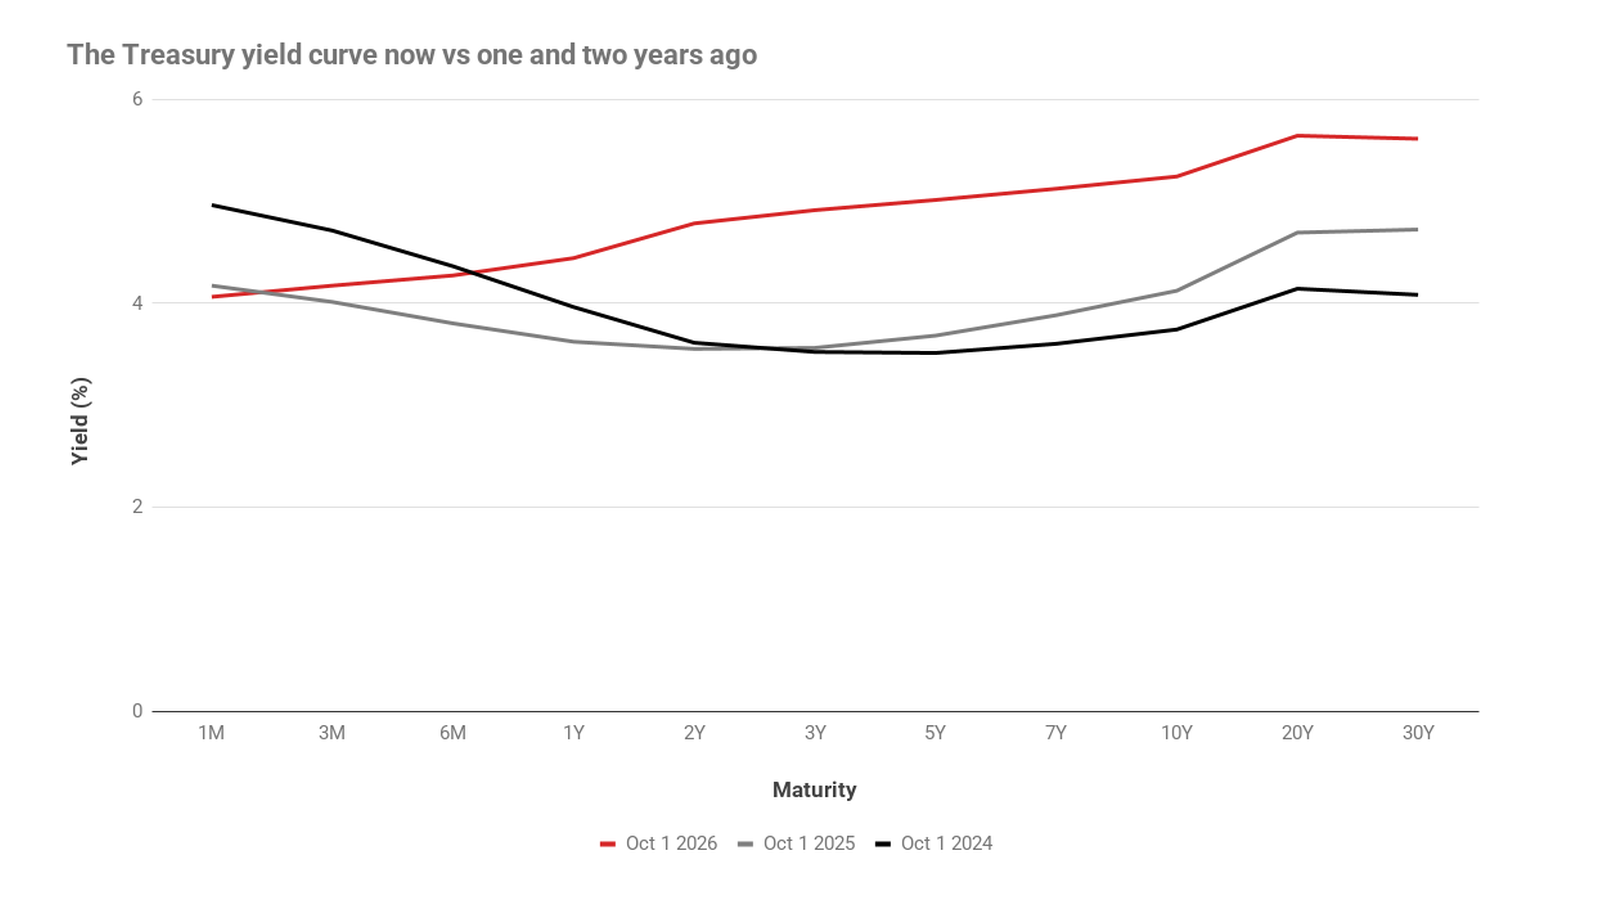 The Treasury yield curve now vs one and two years ago
6
4
2
0
Yield (%)
1M 3M 6M 1Y 2Y 3Y 5Y 7Y 10Y 20Y 30Y
Maturity
Oct 1 2026 Oct 1 2025 Oct 1 2024